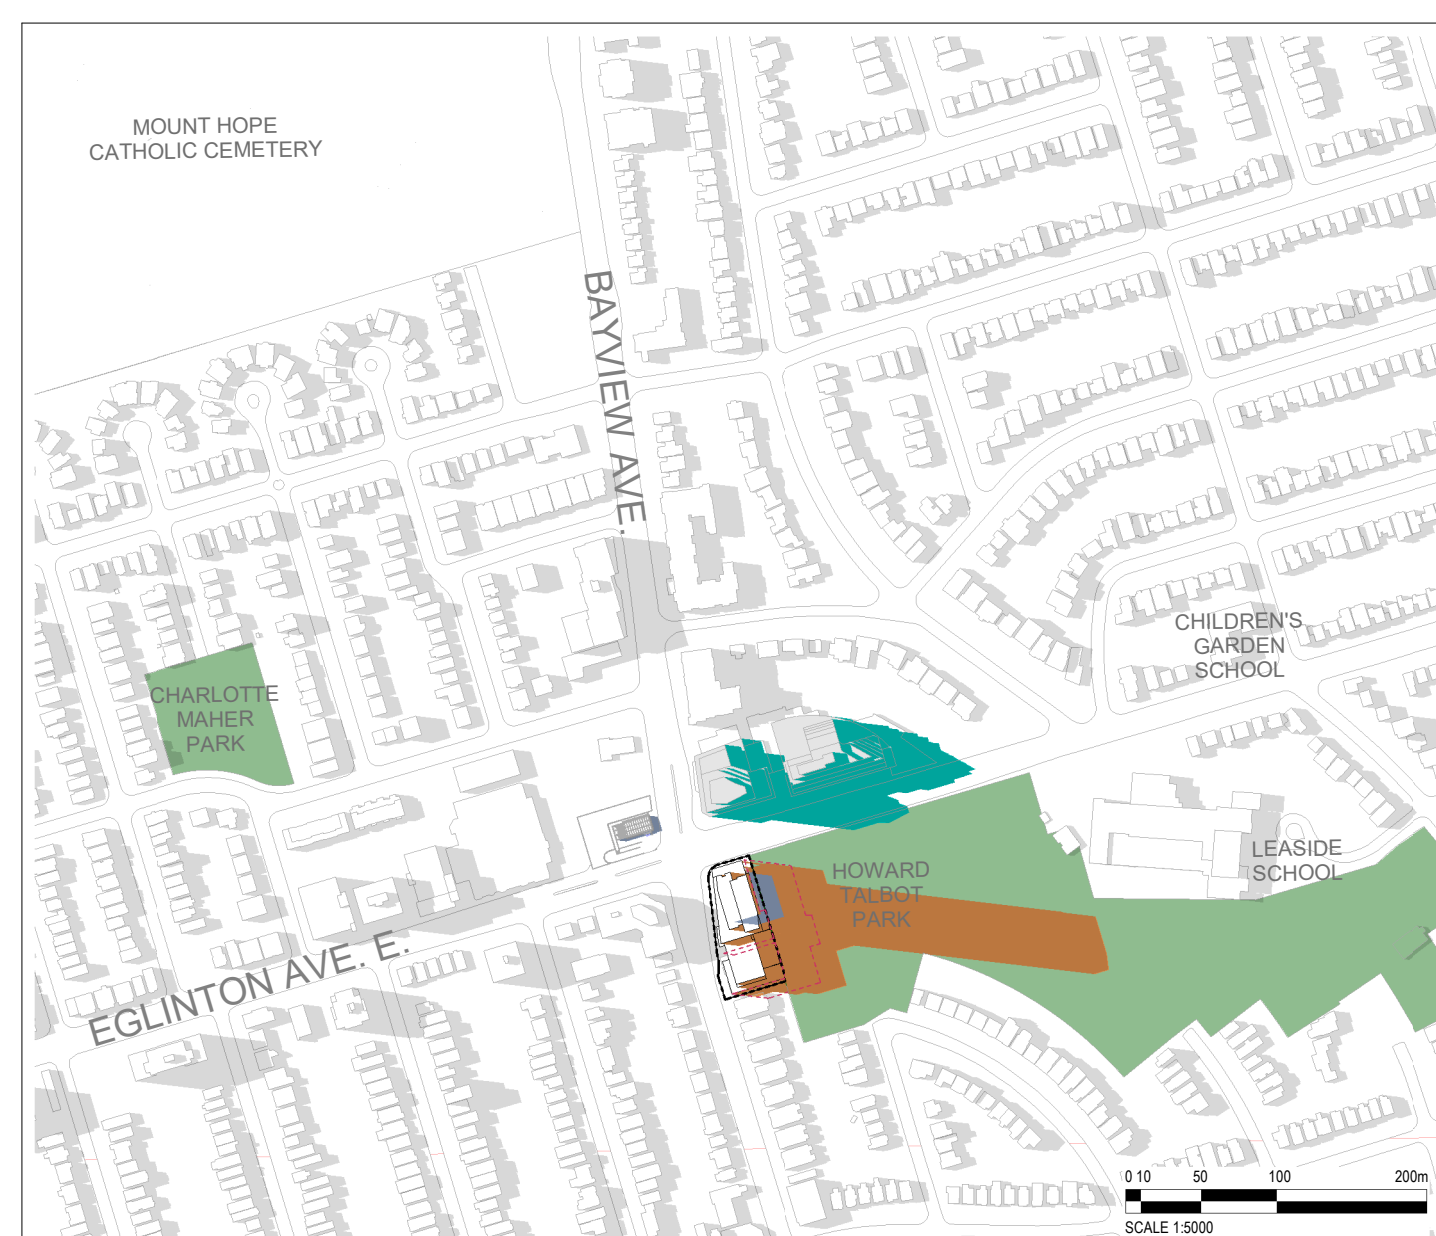 MOUNT HOPE
CATHOLIC CEMETERY
BAYVIEW AVE.
CHILDREN'S
GARDEN
SCHOOL
CHARLOTTE
MAHER
PARK
HOWARD
TALBOT
PARK
LEASIDE
SCHOOL
EGLINTON AVE. E.
0 10 50 100 200m
SCALE 1:5000